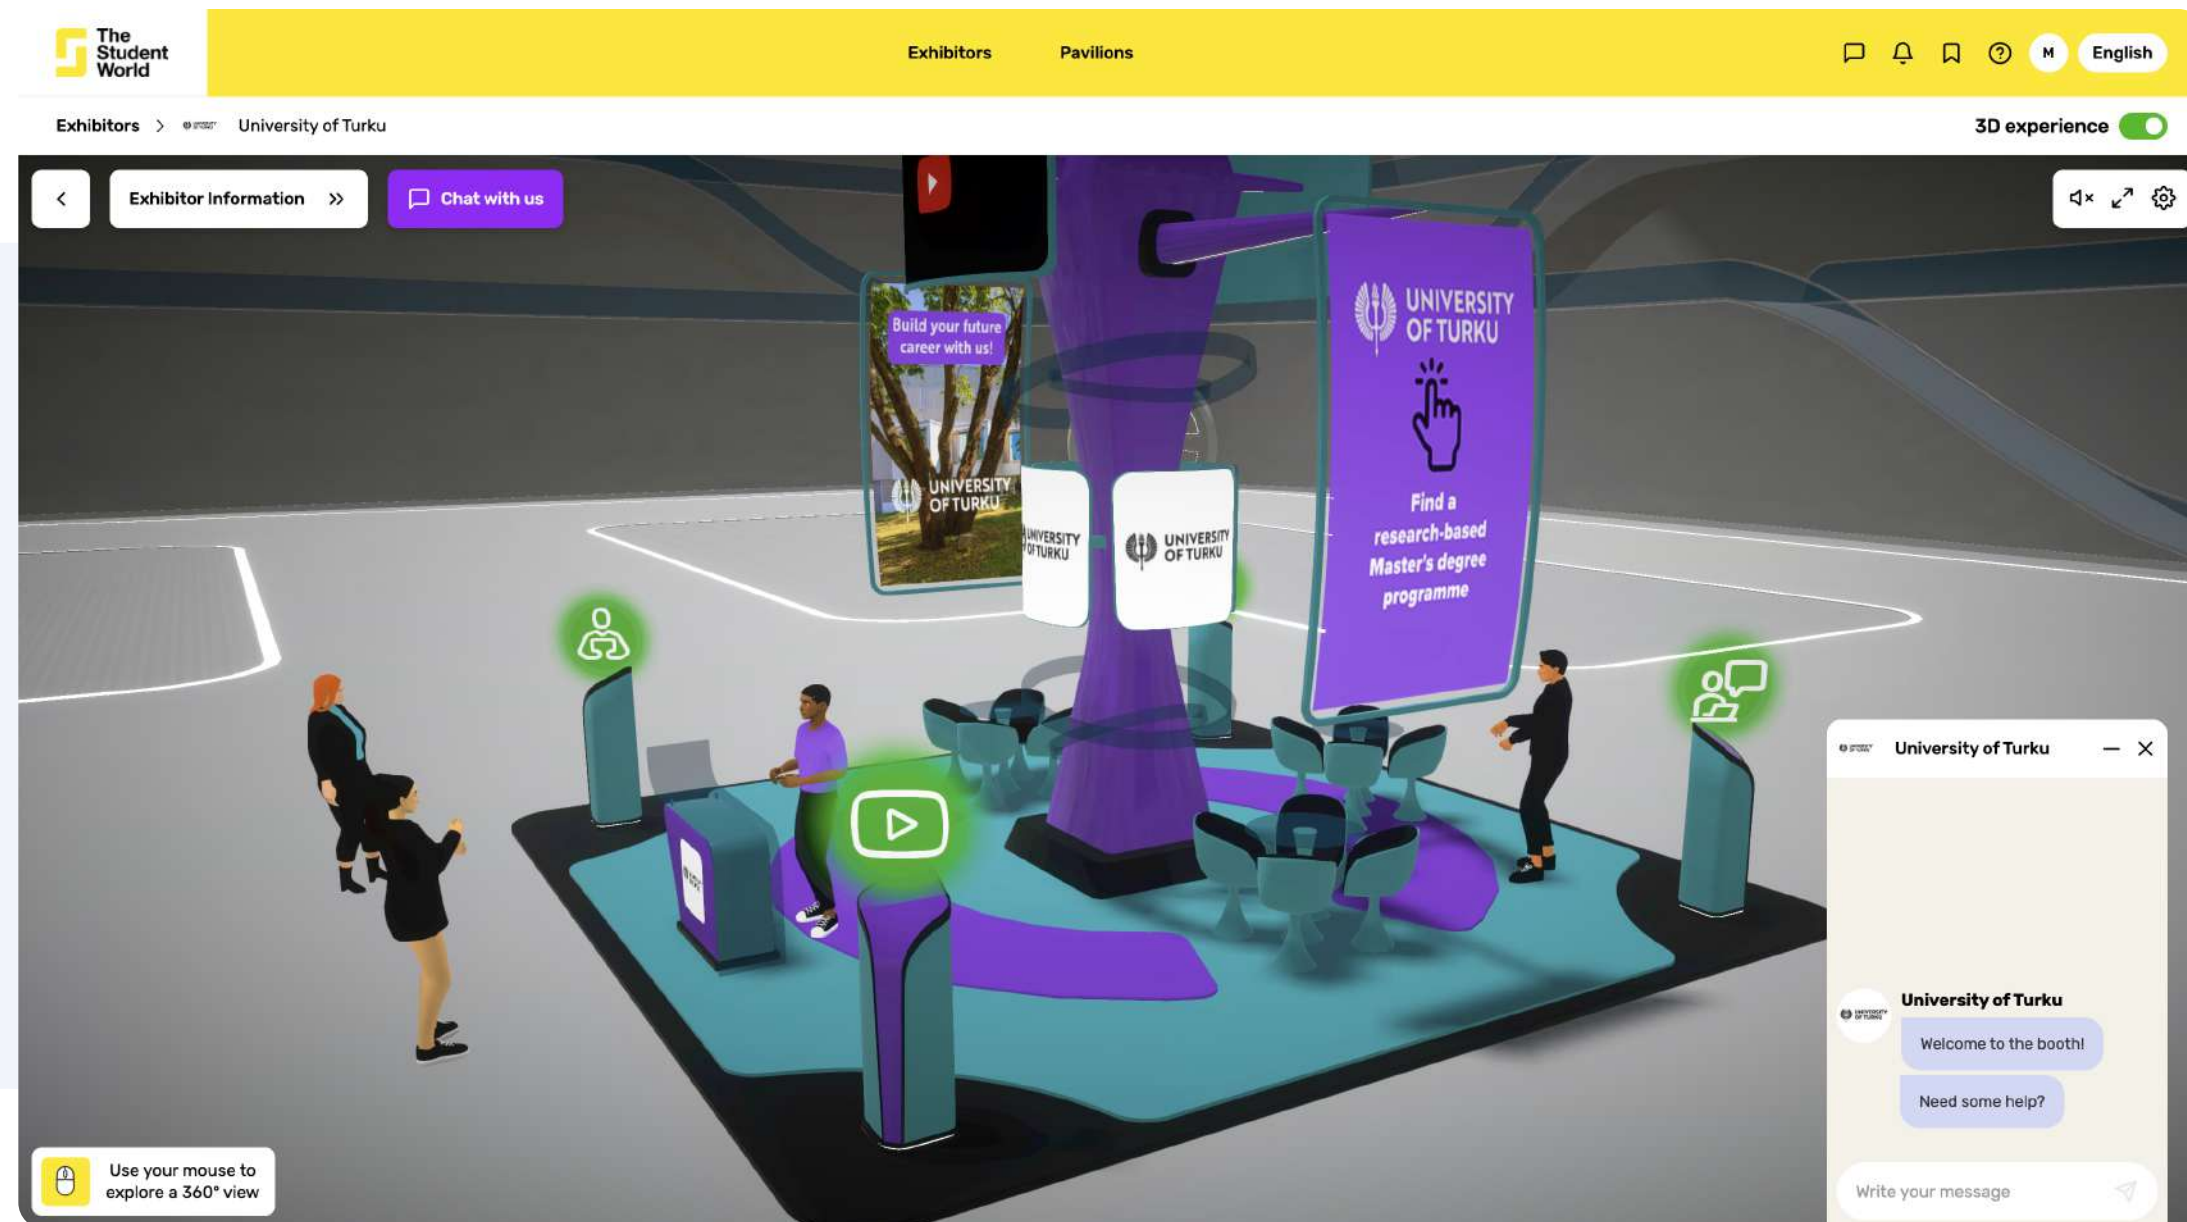 The
Student
World
Exhibitors
Pavilions
M
English
Exhibitors > University of Turku
3D experience
Exhibitor Information »
Chat with us
Build your future
career with us!
UNIVERSITY
OF TURKU
UNIVERSITY
OF TURKU
UNIVERSITY
OF TURKU
UNIVERSITY
OF TURKU
Find a
research-based
Master's degree
programme
University of Turku
University of Turku
UNIVERSITY
OF TURKU
Welcome to the booth!
Need some help?
Write your message
Use your mouse to
explore a 360° view